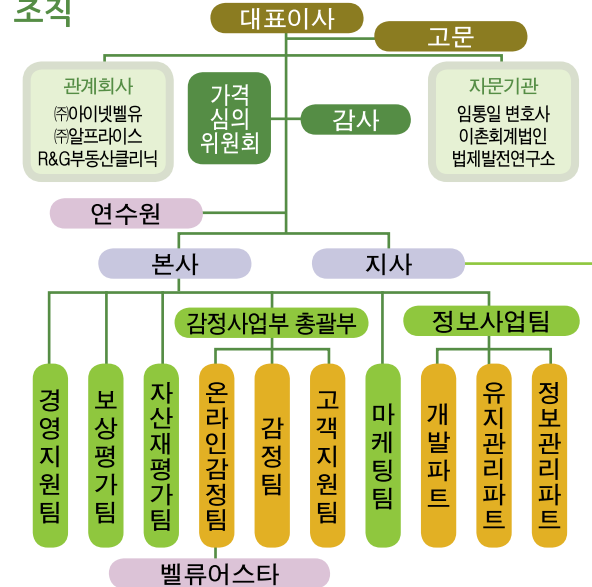 조직
대표이사
고문
관계회사
㈜아이넷벨유
㈜알프라이스
R&G부동산클리닉
가격
심의
위원회
감사
자문기관
임통일 변호사
이촌회계법인
법제발전연구소
연수원
본사
지사
감정사업부 총괄부
정보사업팀
경영지원팀
보상평가팀
자산재평가팀
온라인감정팀
감정팀
고객지원팀
마케팅팀
개발파트
유지관리파트
정보관리파트
벨류어스타